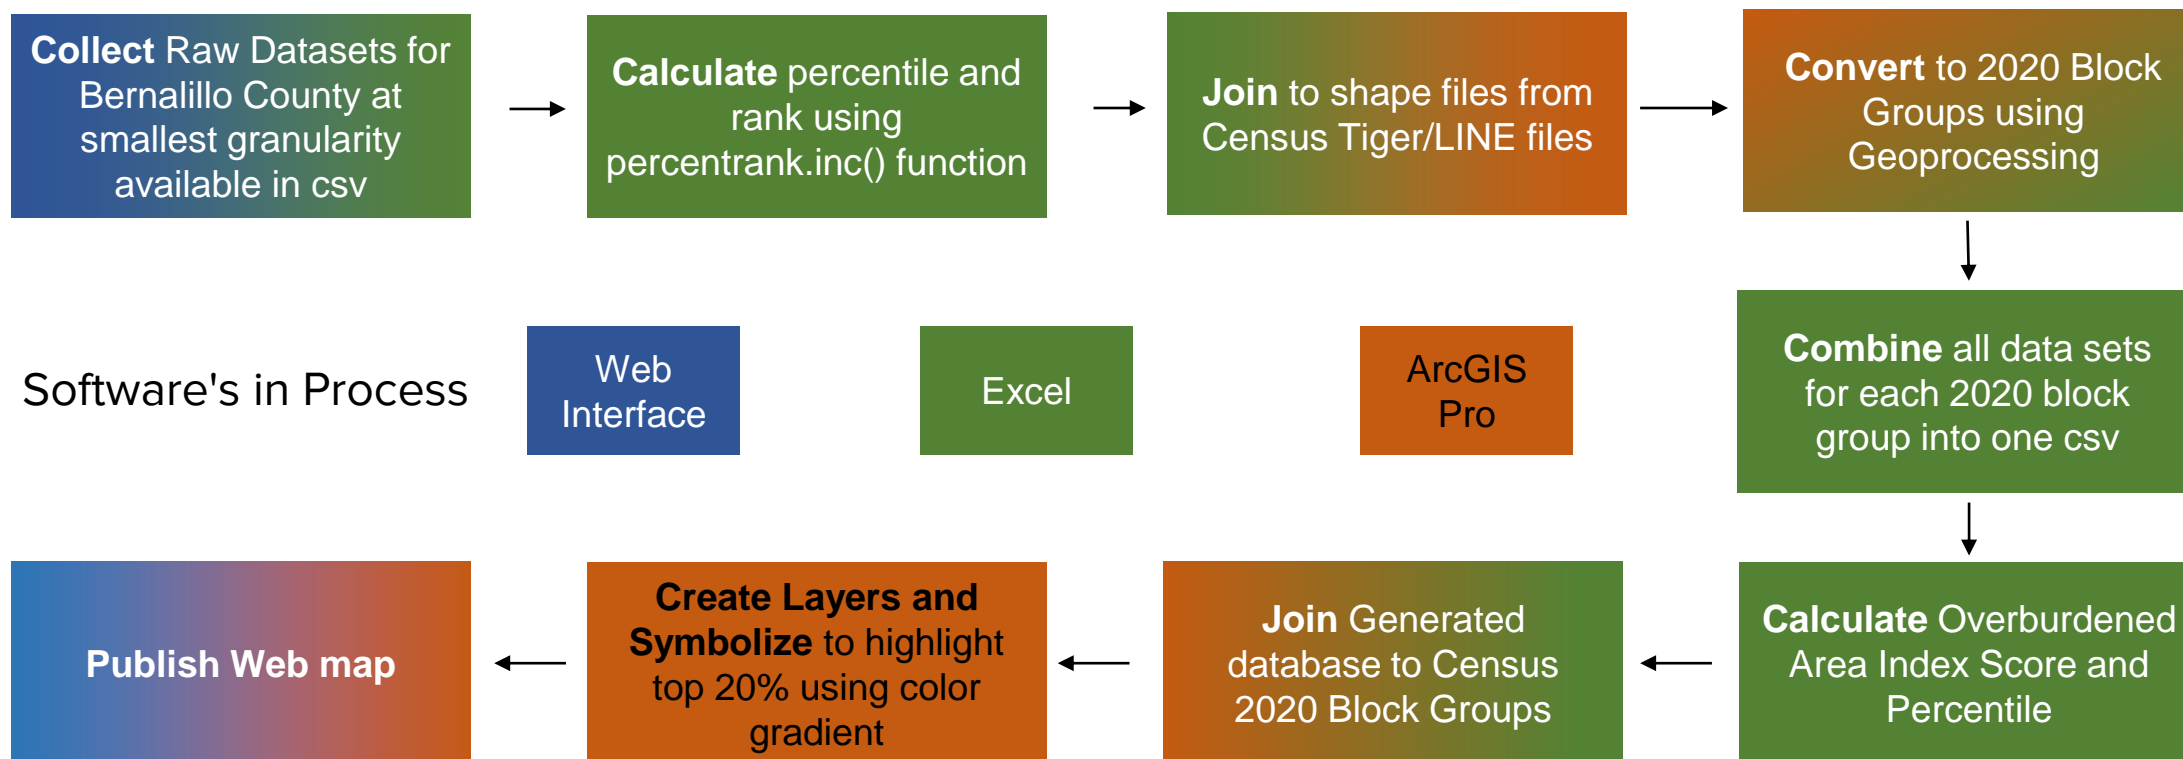 Collect Raw Datasets for
Bernalillo County at
smallest granularity
available in csv
Calculate percentile and
rank using
percentrank.inc() function
Join to shape files from
Census Tiger/LINE files
Convert to 2020 Block
Groups using
Geoprocessing
Software's in Process
Web
Interface
Excel
ArcGIS
Pro
Combine all data sets
for each 2020 block
group into one csv
Calculate Overburdened
Area Index Score and
Percentile
Join Generated
database to Census
2020 Block Groups
Create Layers and
Symbolize to highlight
top 20% using color
gradient
Publish Web map